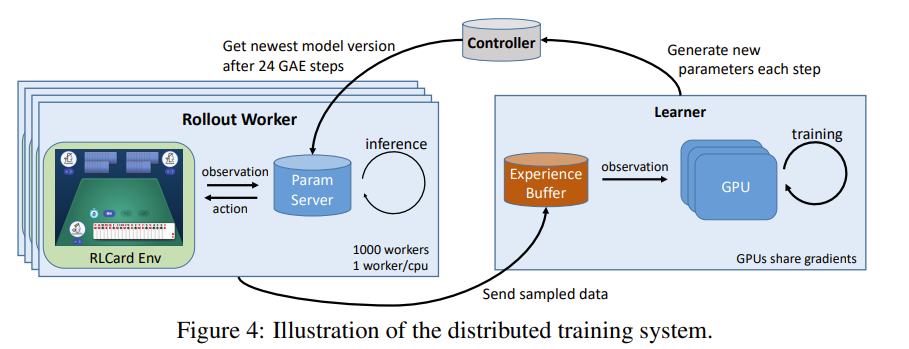 Controller
Get newest model version
after 24 GAE steps
Generate new
parameters each step
Rollout Worker
observation
action
Param
Server
inference
RLCard Env
1000 workers
1 worker/cpu
Learner
Experience
Buffer
observation
GPU
training
GPUs share gradients
Send sampled data
Figure 4: Illustration of the distributed training system.